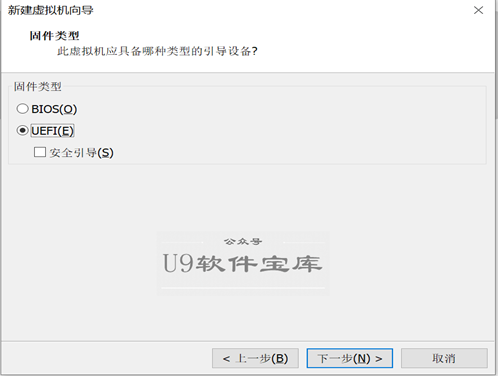 新建虚拟机向导
固件类型
此虚拟机应具备哪种类型的引导设备?
固件类型
BIOS(O)
UEFI(E)
安全引导(S)
公众号
U9软件宝库
< 上一步(B)
下一步(N) >
取消